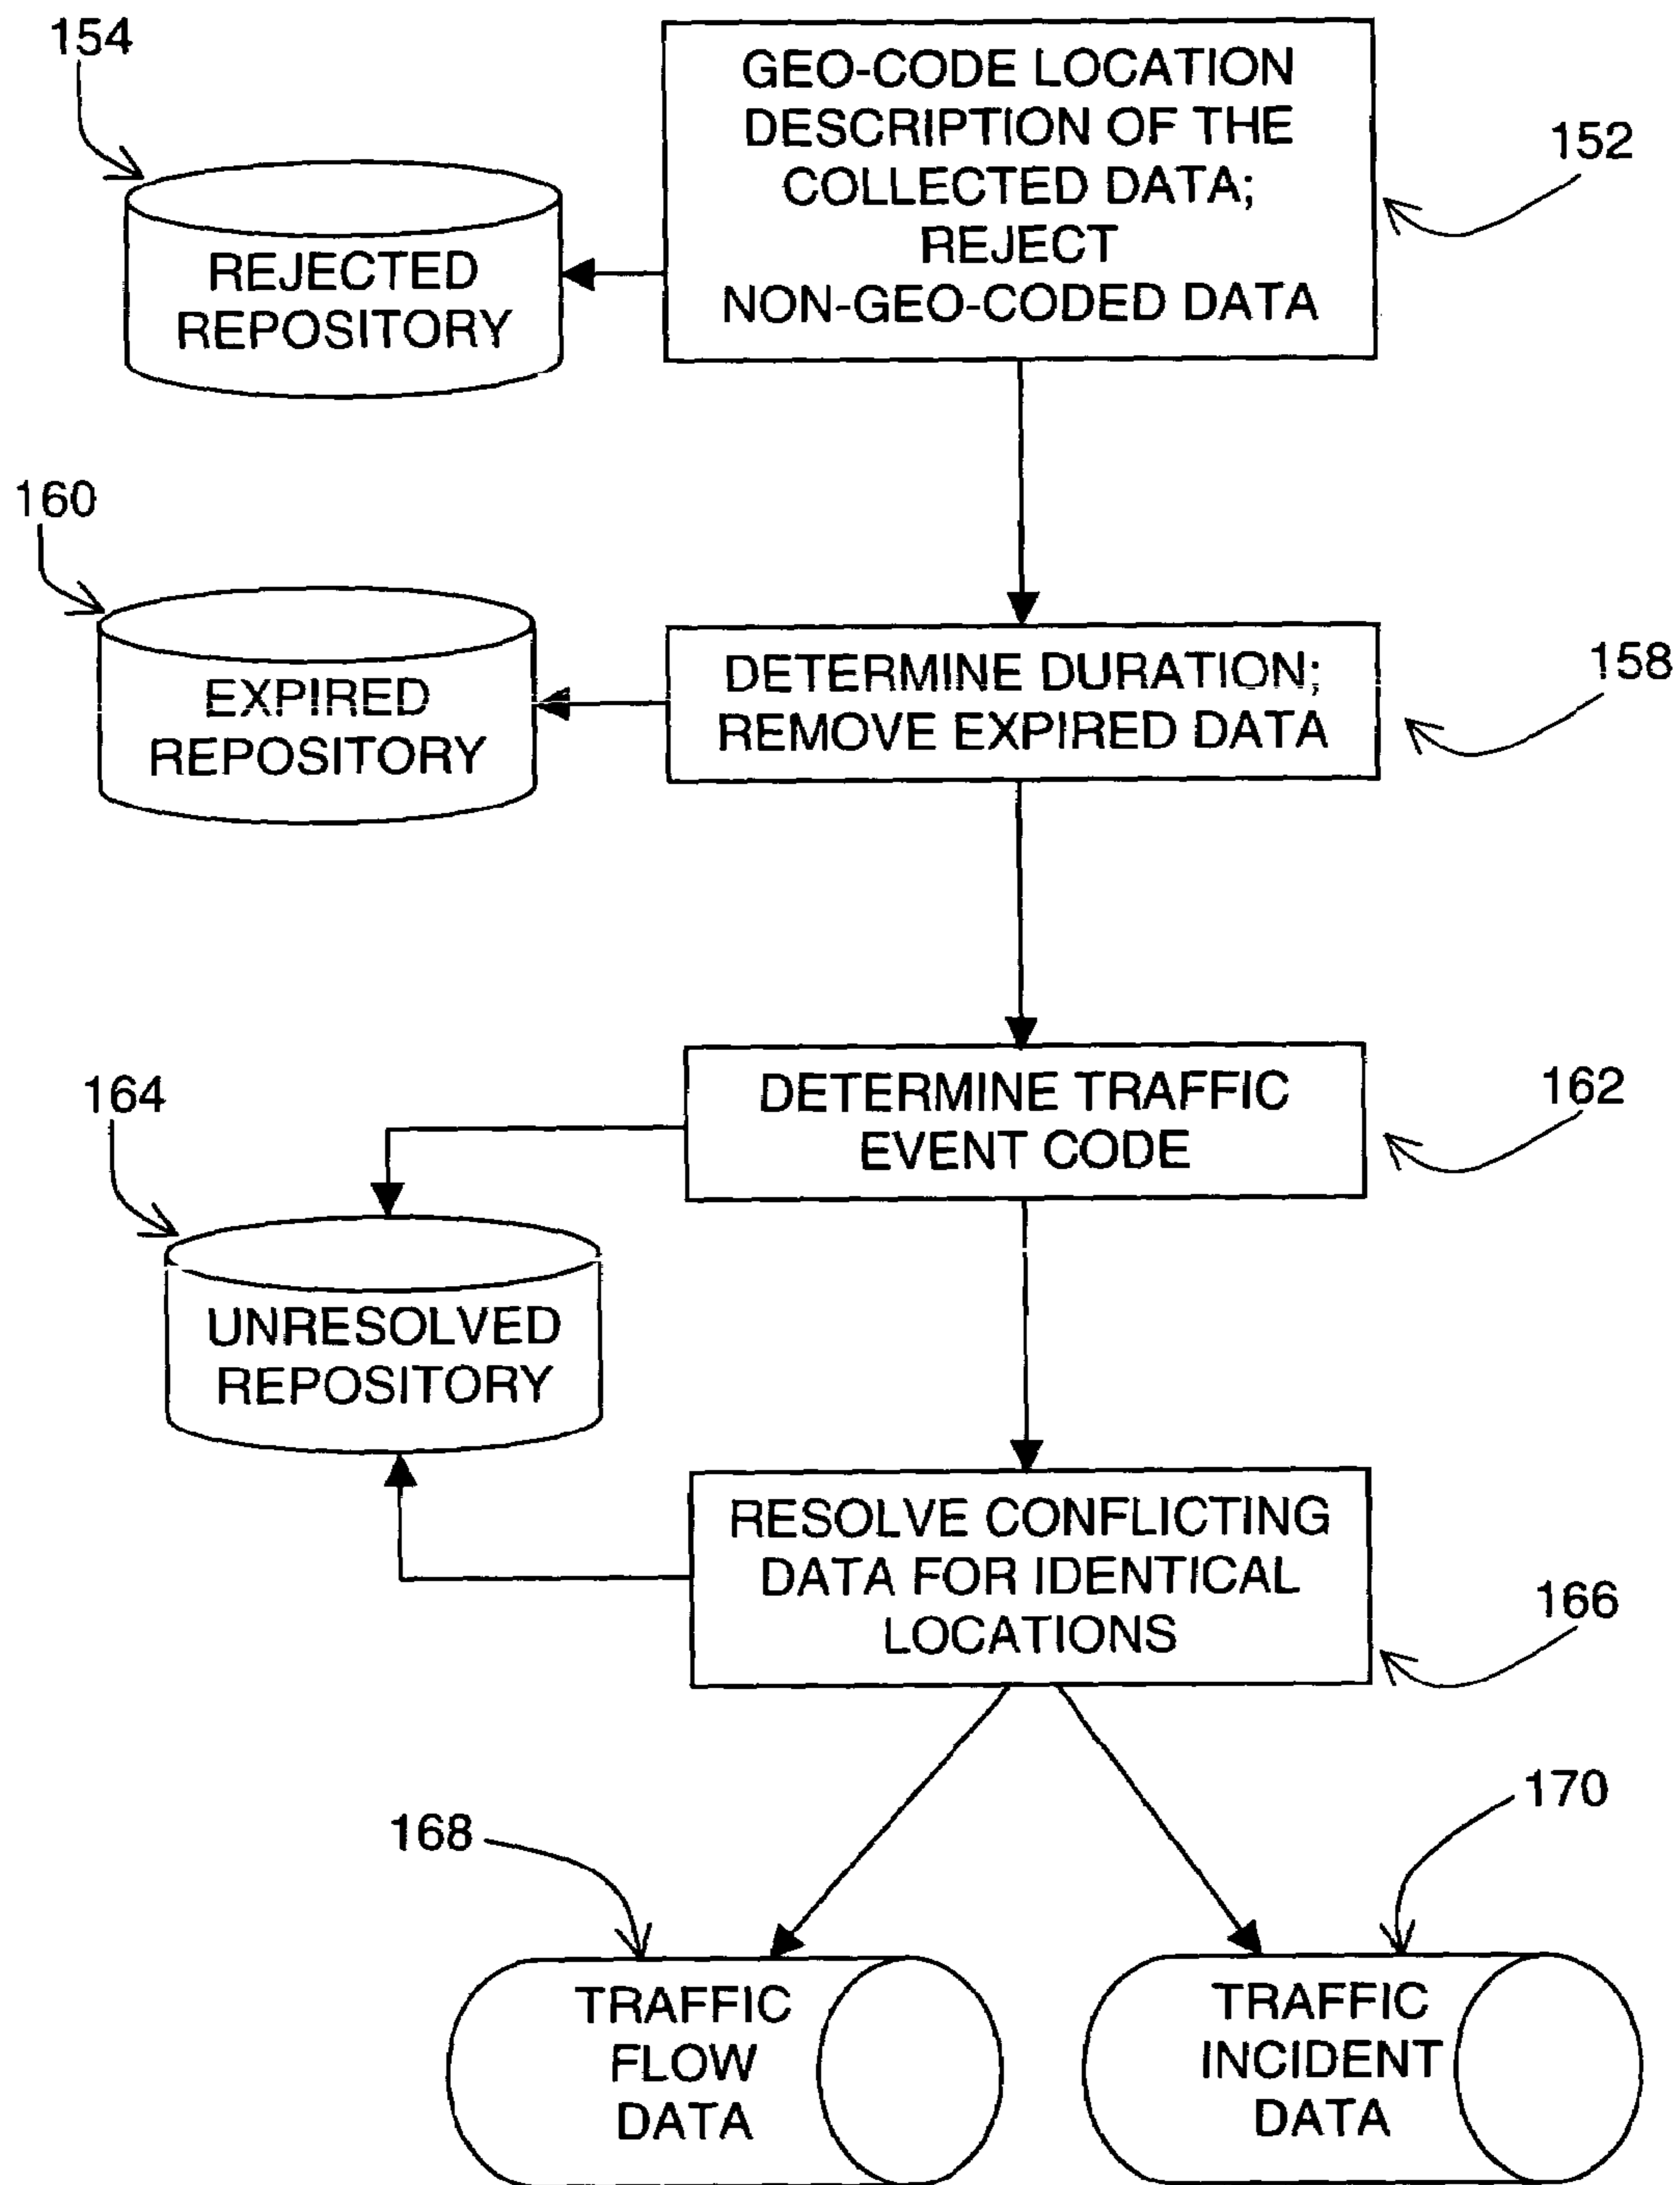 154
GEO-CODE LOCATION
DESCRIPTION OF THE
COLLECTED DATA;
REJECT
NON-GEO-CODED DATA
152
REJECTED
REPOSITORY
160
EXPIRED
REPOSITORY
DETERMINE DURATION;
REMOVE EXPIRED DATA
158
164
DETERMINE TRAFFIC
EVENT CODE
162
UNRESOLVED
REPOSITORY
RESOLVE CONFLICTING
DATA FOR IDENTICAL
LOCATIONS
166
168
170
TRAFFIC
FLOW
DATA
TRAFFIC
INCIDENT
DATA